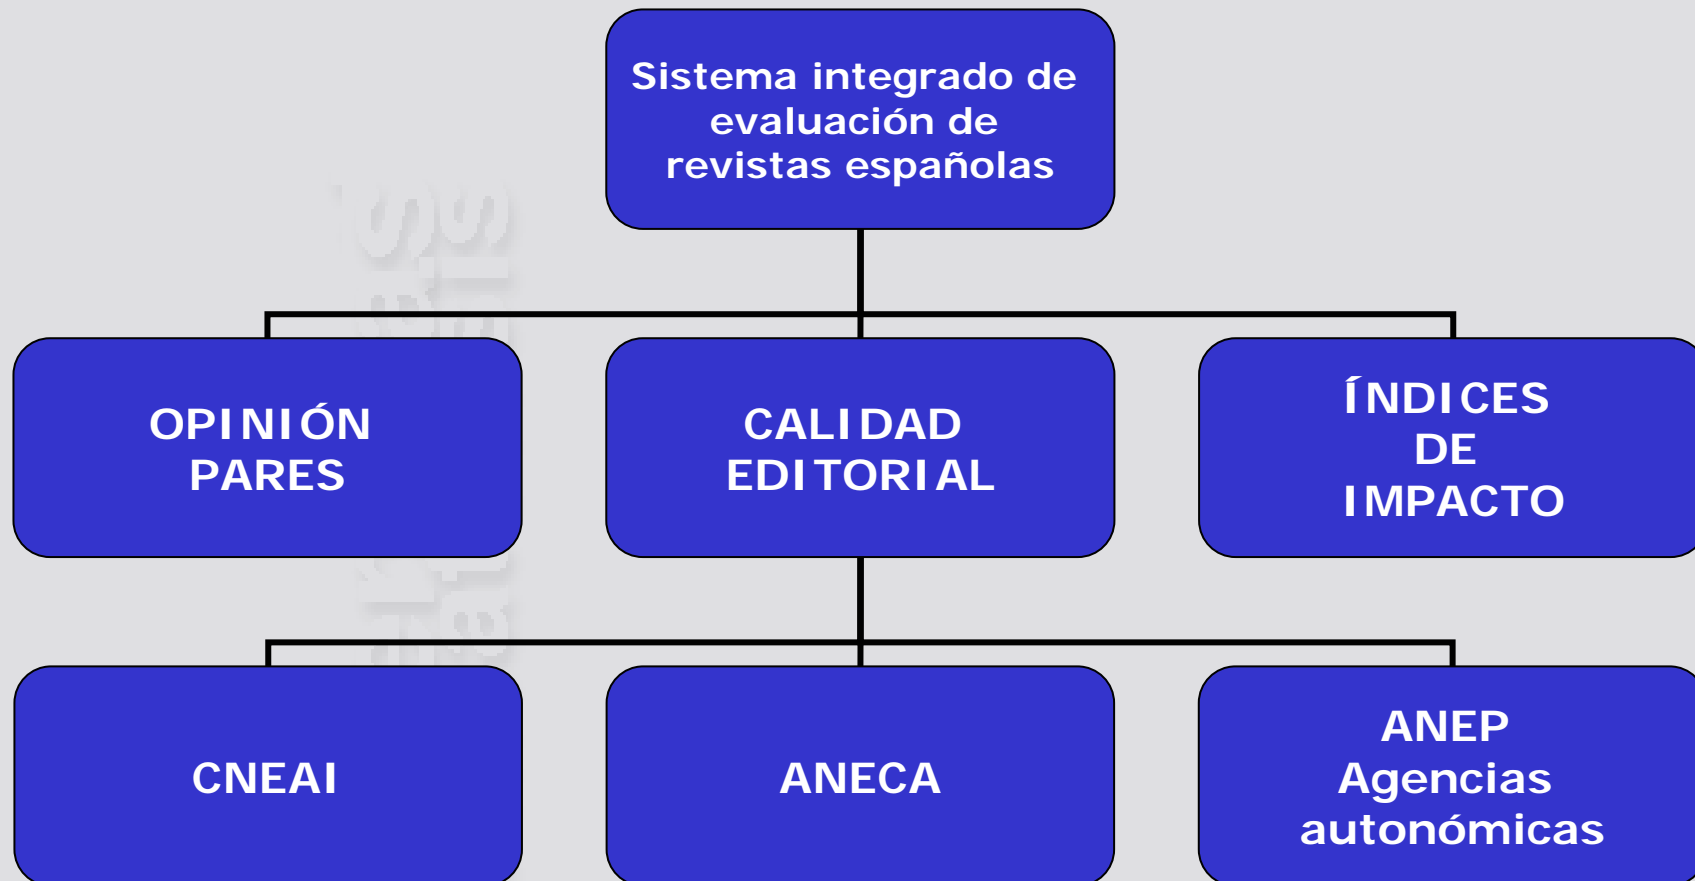 Sistema integrado de
evaluación de
revistas españolas
OPINIÓN
PARES
CALIDAD
EDITORIAL
ÍNDICES
DE
IMPACTO
CNEAI
ANECA
ANEP
Agencias
autonómicas